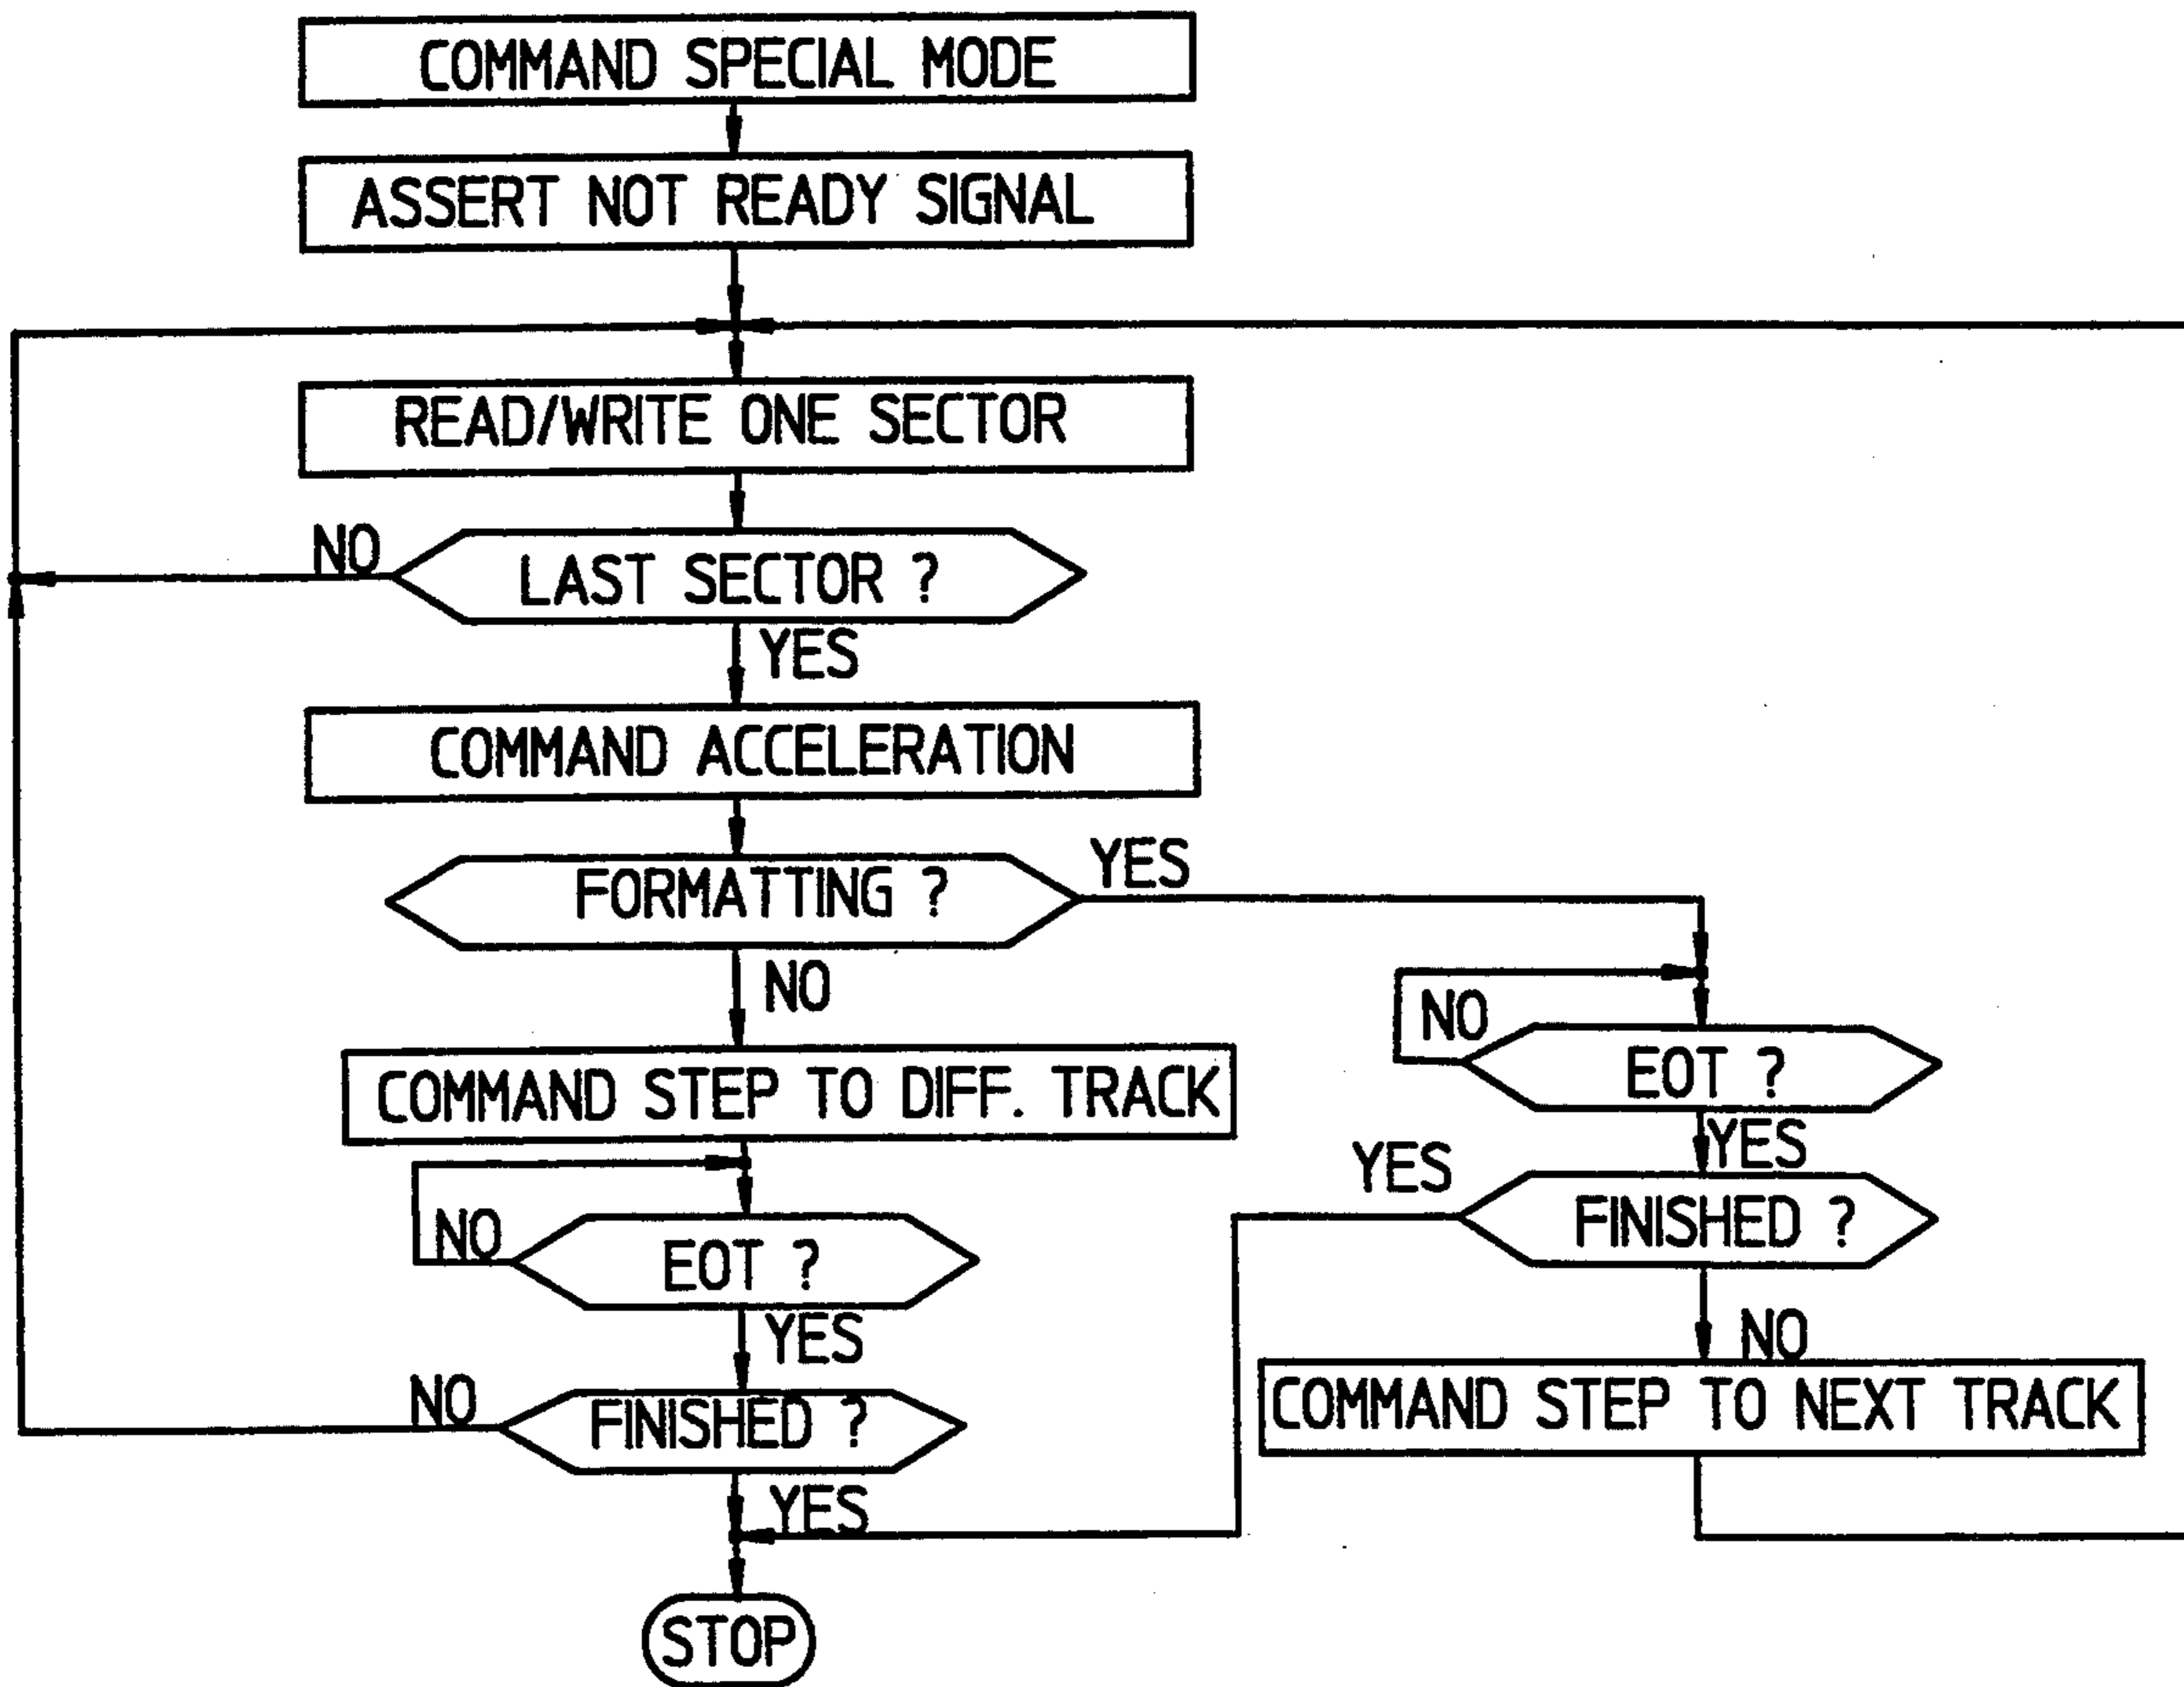 COMMAND SPECIAL MODE
ASSERT NOT READY SIGNAL
READ/WRITE ONE SECTOR
NO
LAST SECTOR ?
YES
COMMAND ACCELERATION
FORMATTING ?
YES
NO
COMMAND STEP TO DIFF. TRACK
NO
EOT ?
YES
NO
FINISHED ?
YES
NO
EOT ?
YES
YES
FINISHED ?
NO
COMMAND STEP TO NEXT TRACK
STOP